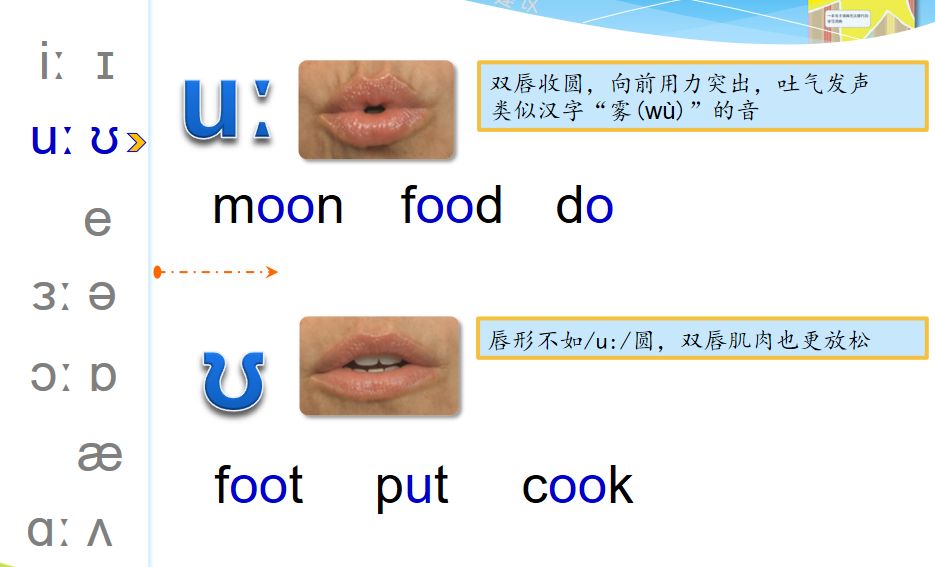 建议
iː ɪ
uː ʊ
e
ɜː ə
ɔː ɒ
æ
ɑː ʌ
uː
双唇收圆，向前用力突出，吐气发声
类似汉字“雾(wù)”的音
moon food do
ʊ
唇形不如/u:/圆，双唇肌肉也更放松
foot put cook